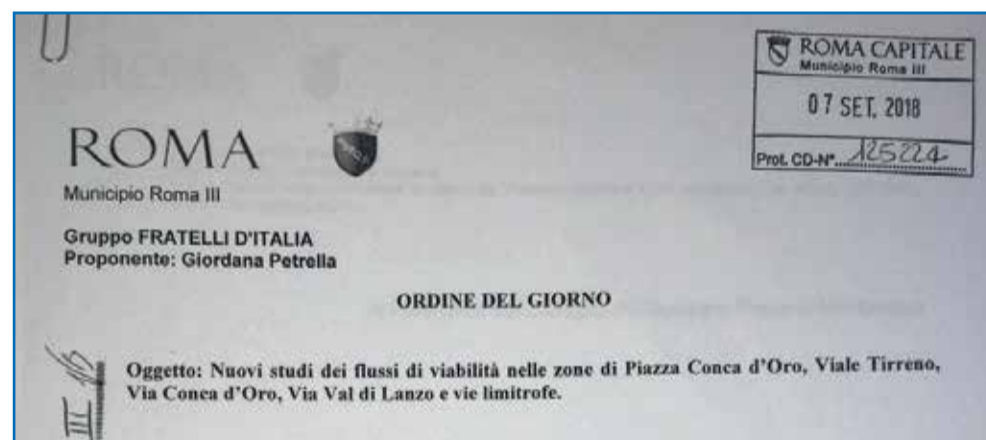 ROMA CAPITALE
Municipio Roma III
07 SET. 2018
Prot. CD-N°. 125224
ROMA
Municipio Roma III
Gruppo FRATELLI D'ITALIA
Proponente: Giordana Petrella
ORDINE DEL GIORNO
Oggetto: Nuovi studi dei flussi di viabilità nelle zone di Piazza Conca d'Oro, Viale Tirreno,
Via Conca d'Oro, Via Val di Lanzo e vie limitrofe.